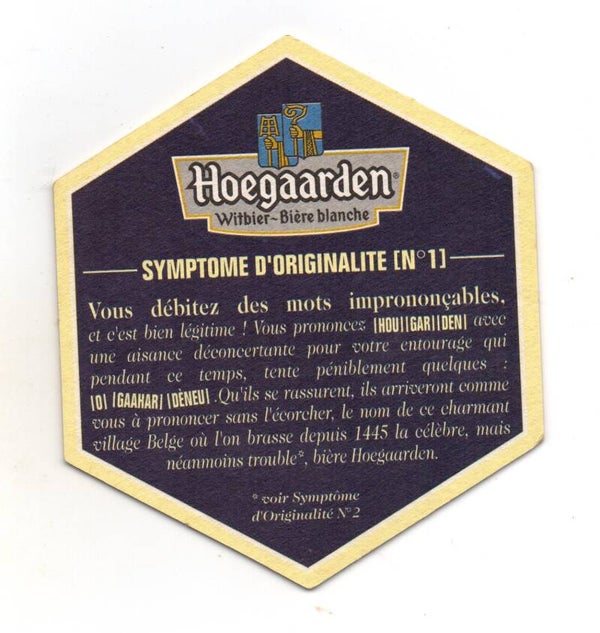 Hoegaarden®
Witbier~Bière blanche
SYMPTOME D'ORIGINALITE [N°1]
Vous débitez des mots imprononçables,
et c'est bien légitime ! Vous prononcez |HOU||GAR||DEN| avec
une aisance déconcertante pour votre entourage qui
pendant ce temps, tente péniblement quelques :
|O| |GAAHAR| |DËNEU| .Qu'ils se rassurent, ils arriveront comme
vous à prononcer sans l'écorcher, le nom de ce charmant
village Belge où l'on brasse depuis 1445 la célèbre, mais
néanmoins trouble*, bière Hoegaarden.
* voir Symptôme
d'Originalité N°2